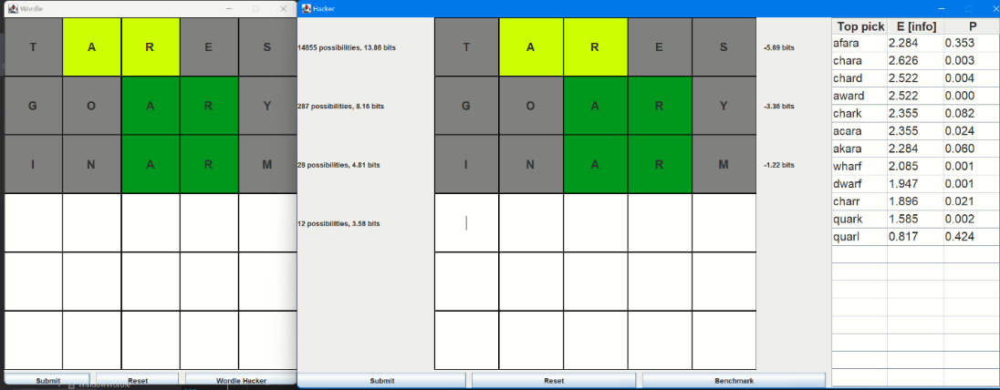 Wordle
Hacker
T A R E S
G O A R Y
I N A R M
Submit Reset Wordle Hacker
WindowWordle
14855 possibilities, 13.86 bits T A R E S -5.69 bits
287 possibilities, 8.16 bits G O A R Y -3.36 bits
28 possibilities, 4.81 bits I N A R M -1.22 bits
12 possibilities, 3.58 bits
Submit Reset Benchmark
Top pick E [info] P
afara 2.284 0.353
chara 2.626 0.003
chard 2.522 0.004
award 2.522 0.000
chark 2.355 0.082
acara 2.355 0.024
akara 2.284 0.060
wharf 2.085 0.001
dwarf 1.947 0.001
charr 1.896 0.021
quark 1.585 0.002
quarl 0.817 0.424